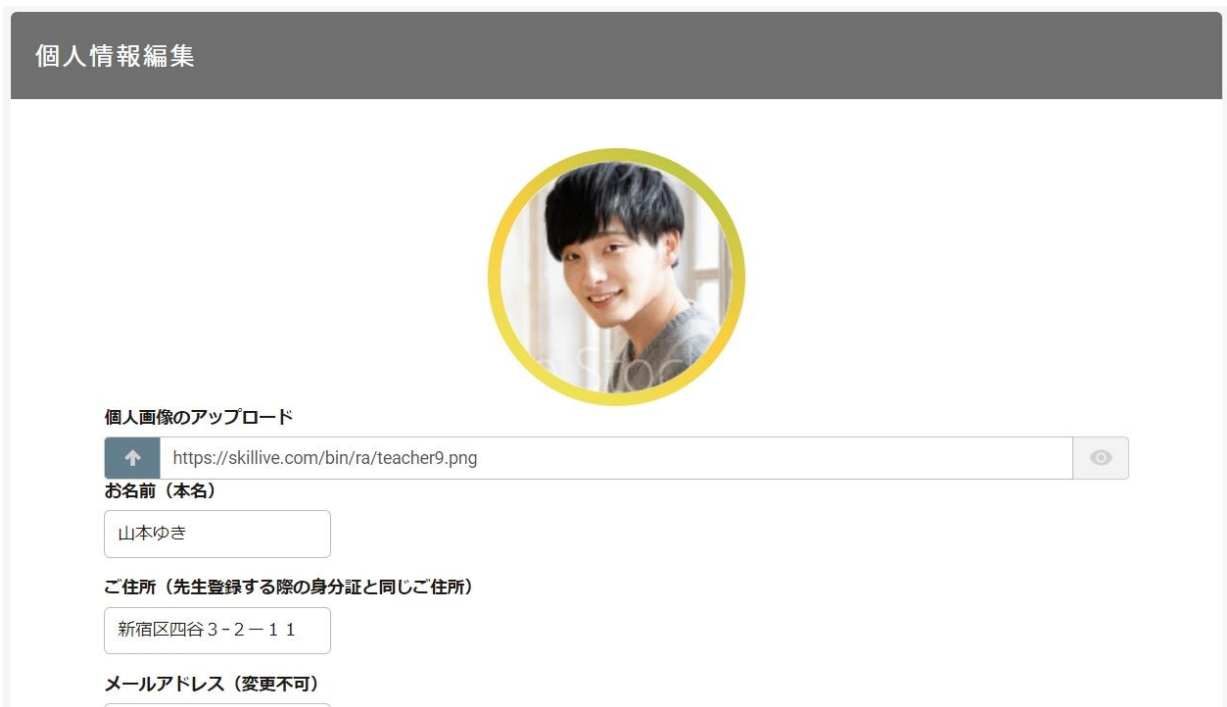 個人情報編集
n Stock
個人画像のアップロード
https://skillive.com/bin/ra/teacher9.png
お名前（本名）
山本ゆき
ご住所（先生登録する際の身分証と同じご住所）
新宿区四谷３-２－１１
メールアドレス（変更不可）